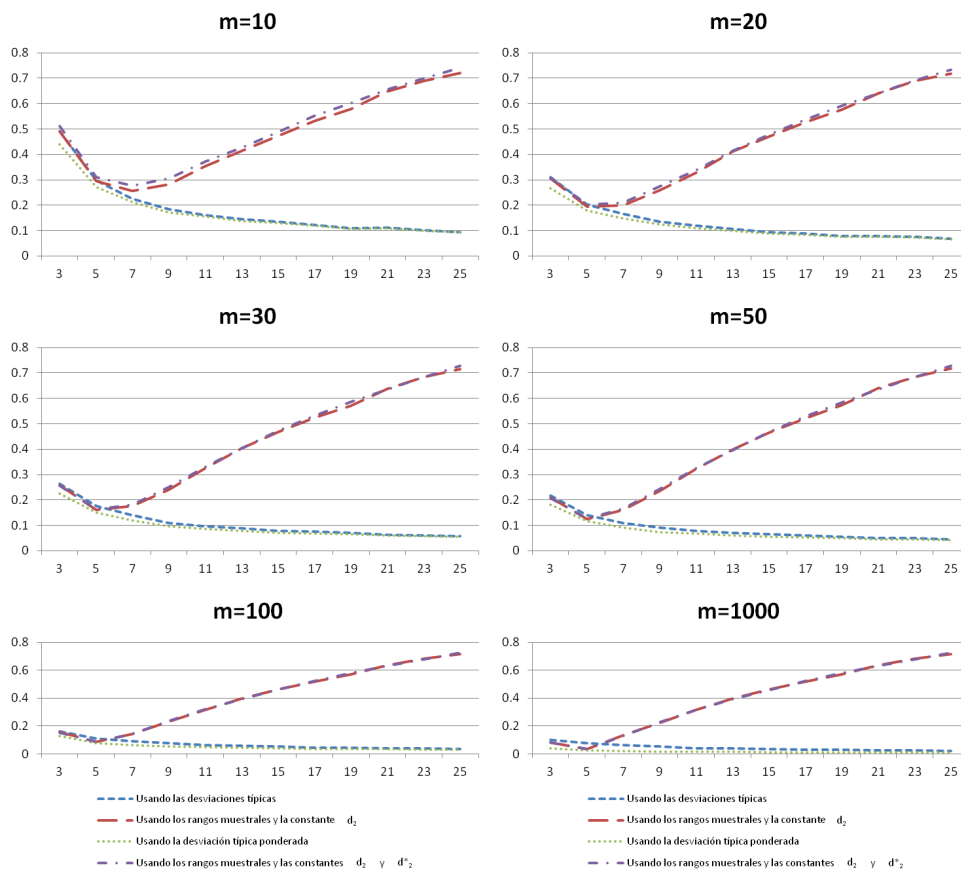 m=10
0.8
0.7
0.6
0.5
0.4
0.3
0.2
0.1
0
3 5 7 9 11 13 15 17 19 21 23 25
m=20
0.8
0.7
0.6
0.5
0.4
0.3
0.2
0.1
0
3 5 7 9 11 13 15 17 19 21 23 25
m=30
0.8
0.7
0.6
0.5
0.4
0.3
0.2
0.1
0
3 5 7 9 11 13 15 17 19 21 23 25
m=50
0.8
0.7
0.6
0.5
0.4
0.3
0.2
0.1
0
3 5 7 9 11 13 15 17 19 21 23 25
m=100
0.8
0.6
0.4
0.2
0
3 5 7 9 11 13 15 17 19 21 23 25
Usando las desviaciones típicas
Usando los rangos muestrales y la constante d₂
Usando la desviación típica ponderada
Usando los rangos muestrales y las constantes d₂ y d*₂
m=1000
0.8
0.6
0.4
0.2
0
3 5 7 9 11 13 15 17 19 21 23 25
Usando las desviaciones típicas
Usando los rangos muestrales y la constante d₂
Usando la desviación típica ponderada
Usando los rangos muestrales y las constantes d₂ y d*₂